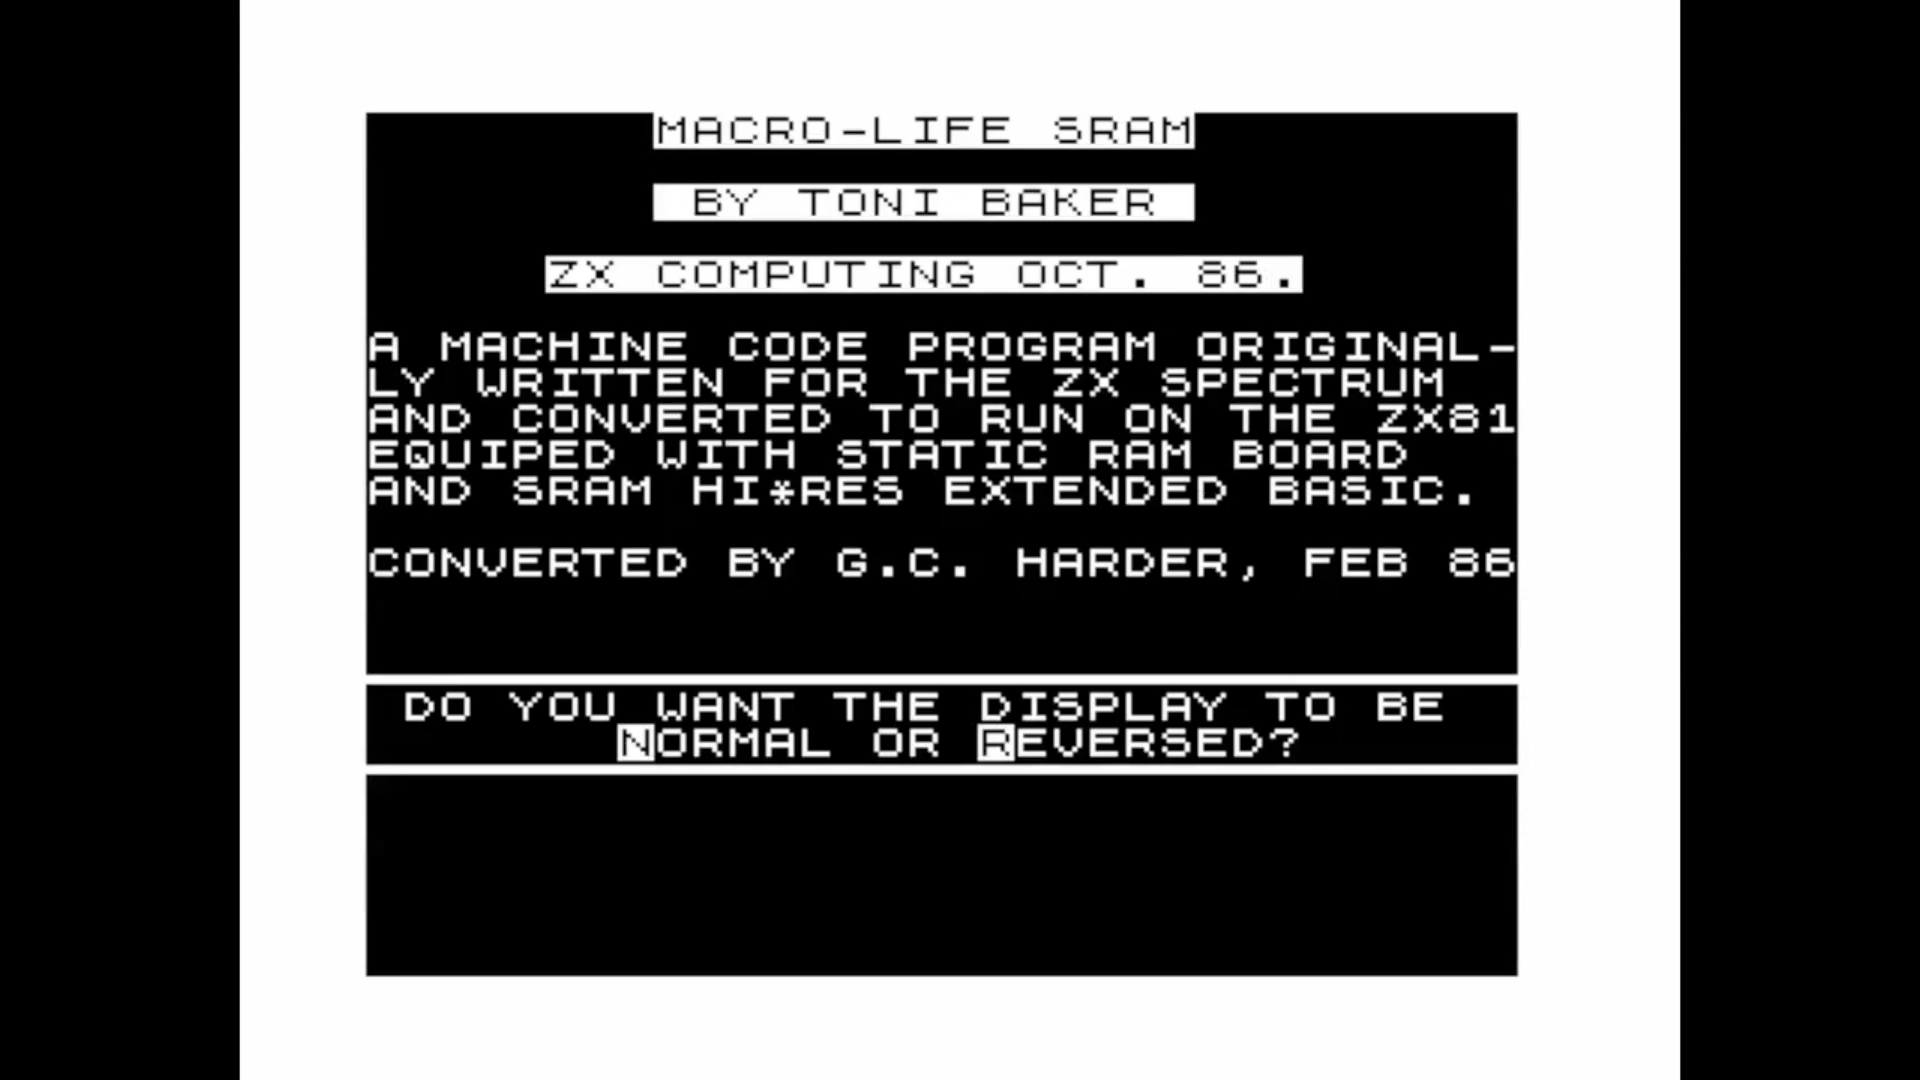 MACRO-LIFE SRAM
BY TONI BAKER
ZX COMPUTING OCT. 86.
A MACHINE CODE PROGRAM ORIGINAL-
LY WRITTEN FOR THE ZX SPECTRUM
AND CONVERTED TO RUN ON THE ZX81
EQUIPED WITH STATIC RAM BOARD
AND SRAM HI*RES EXTENDED BASIC.
CONVERTED BY G.C. HARDER, FEB 86
DO YOU WANT THE DISPLAY TO BE
NORMAL OR REVERSED?